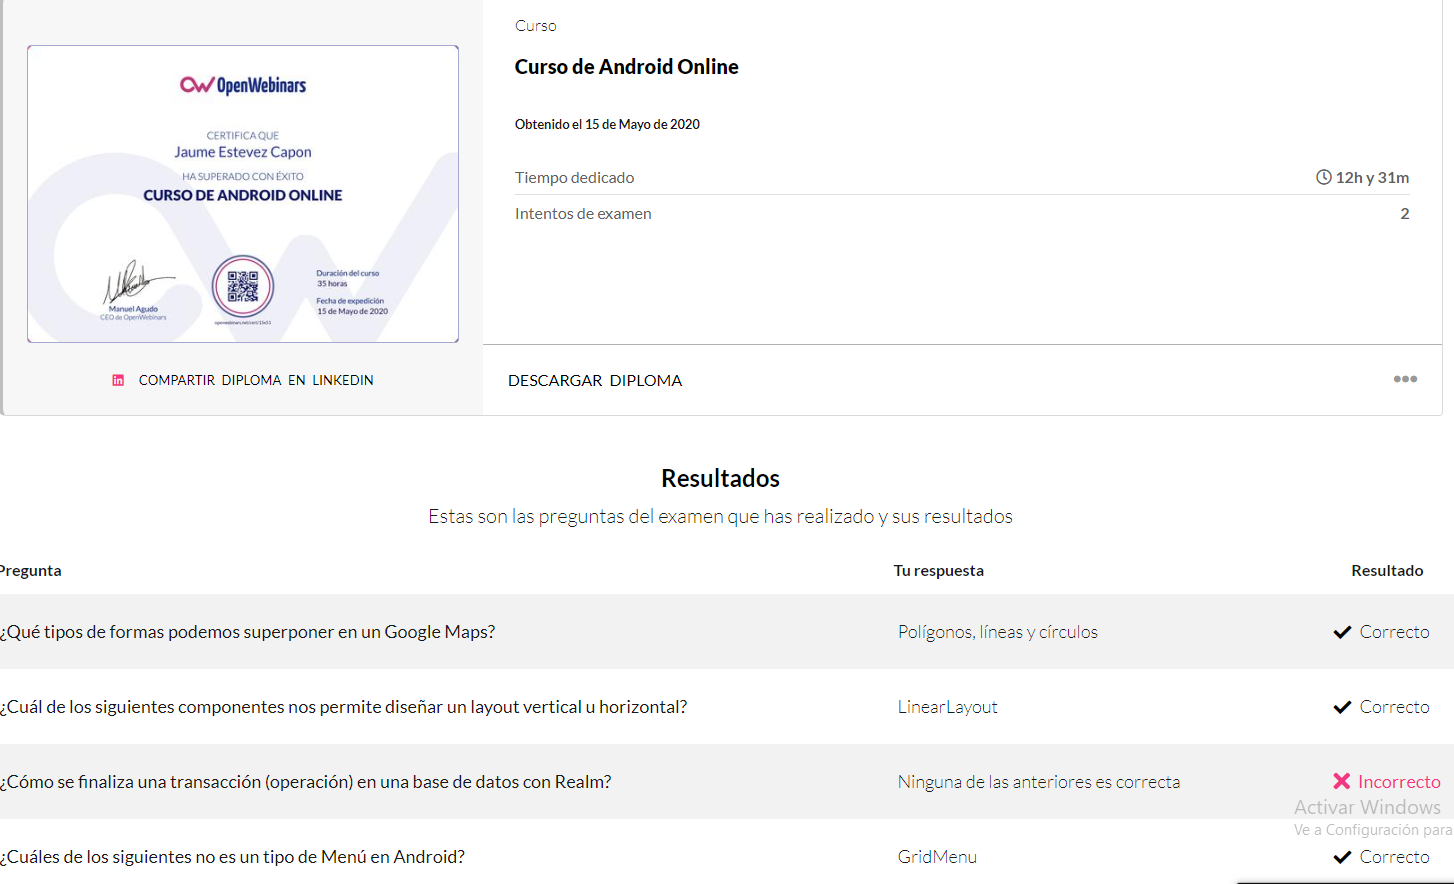 Curso
Curso de Android Online
Obtenido el 15 de Mayo de 2020
Tiempo dedicado 12h y 31m
Intentos de examen 2
OpenWebinars
CERTIFICA QUE
Jaume Estevez Capon
HA SUPERADO CON ÉXITO
CURSO DE ANDROID ONLINE
Duración del curso
35 horas
Fecha de expedición
15 de Mayo de 2020
Manuel Agudo
CEO de OpenWebinars
COMPARTIR DIPLOMA EN LINKEDIN
DESCARGAR DIPLOMA
Resultados
Estas son las preguntas del examen que has realizado y sus resultados
Pregunta Tu respuesta Resultado
¿Qué tipos de formas podemos superponer en un Google Maps? Polígonos, líneas y círculos Correcto
¿Cuál de los siguientes componentes nos permite diseñar un layout vertical u horizontal? LinearLayout Correcto
¿Cómo se finaliza una transacción (operación) en una base de datos con Realm? Ninguna de las anteriores es correcta Incorrecto
Activar Windows
Ve a Configuración para
¿Cuáles de los siguientes no es un tipo de Menú en Android? GridMenu Correcto